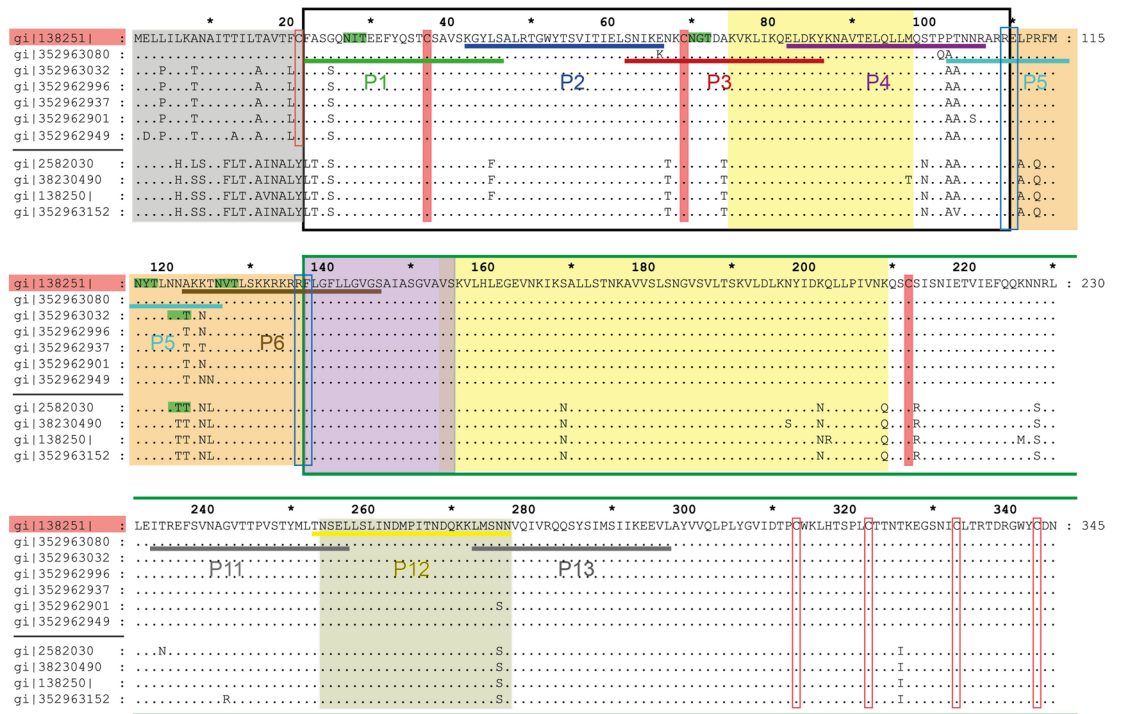 * 20 * 40 * 60 * 80 * 100 *
gi|138251| : MELLILKANAITTILTAVTFCFASGQNITEEFYQSTCSAVSKGYLSALRTGWYTSVITIELSNIKENKCNGTDAKVKLIKQELDKYKNAVTELQLLMQSTPPTNNRARRELPRFM : 115
gi|352963080 : .................................................................K..................................QA............
gi|352963032 : ...P...T.......A...L....S............................................................................AA............
gi|352962996 : ...P...T.......A...L....S............................................................................AA............
gi|352962937 : ...P...T.......A...L....S............................................................................AA............
gi|352962901 : ...P...T.......A...L....S............................................................................AA.S..........
gi|352962949 : .D.P...T....A..A...L....S............................................................................AA............
P1 P2 P3 P4 P5
gi|2582030 : .....H.LS..FLT.AINALYLT.S...................F.....................T......T........................N..AA.......A.Q..
gi|38230490 : .....H.SS..FLT.AINALYLT.S...................F.....................T......T......................T.N..AA.......A.Q..
gi|138250| : .....H.SS..FLT.AVNALYLT.S...................F.....................T......T........................N..AA.......A.Q..
gi|352963152 : .....H.SS..FLT.AINALYLT.S.........................................T......T........................N..AV.......A.Q..
120 * 140 * 160 * 180 * 200 * 220 *
gi|138251| : NYTLNNAKKTNVTLSKKRKRRFLGFLLGVGSAIASGVAVSKVLHLEGEVNKIKSALLSTNKAVVSLSNGVSVLTSKVLDLKNYIDKQLLPIVNKQSCSISNIETVIEFQQKNNRL : 230
gi|352963080 : ...................................................................................................................
gi|352963032 : ......T.N..........................................................................................................
gi|352962996 : ......T.N..........................................................................................................
gi|352962937 : ......T.T..........................................................................................................
gi|352962901 : ......T.N..........................................................................................................
gi|352962949 : ......T.NN.........................................................................................................
P5 P6
gi|2582030 : .....TT.NL...........................................N...............................N.......Q...R..............S..
gi|38230490 : .....TT.NL...........................................N...........................S...N.......Q...R..............S..
gi|138250| : .....TT.NL...........................................N...............................NR......Q...R............M.S..
gi|352963152 : .....TT.NL...........................................N...............................N.......Q...R..............S..
240 * 260 * 280 * 300 * 320 * 340
gi|138251| : LEITREFSVNAGVTTPVSTYMLTNSELLSLINDMPITNDQKKLMSNNVQIVRQQSYSIMSIIKEEVLAYVVQLPLYGVIDTPCWKLHTSPLCTTNTKEGSNICLTRTDRGWYCDN : 345
gi|352963080 : ...................................................................................................................
gi|352963032 : ...................................................................................................................
gi|352962996 : ...................................................................................................................
gi|352962937 : ...................................................................................................................
gi|352962901 : .............................................S.....................................................................
gi|352962949 : ...................................................................................................................
P11 P12 P13
gi|2582030 : ...N.........................................S.................................................I...................
gi|38230490 : .............................................S.................................................I...................
gi|138250| : .............................................S.................................................I...................
gi|352963152 : ...........R.................................S.................................................I...................